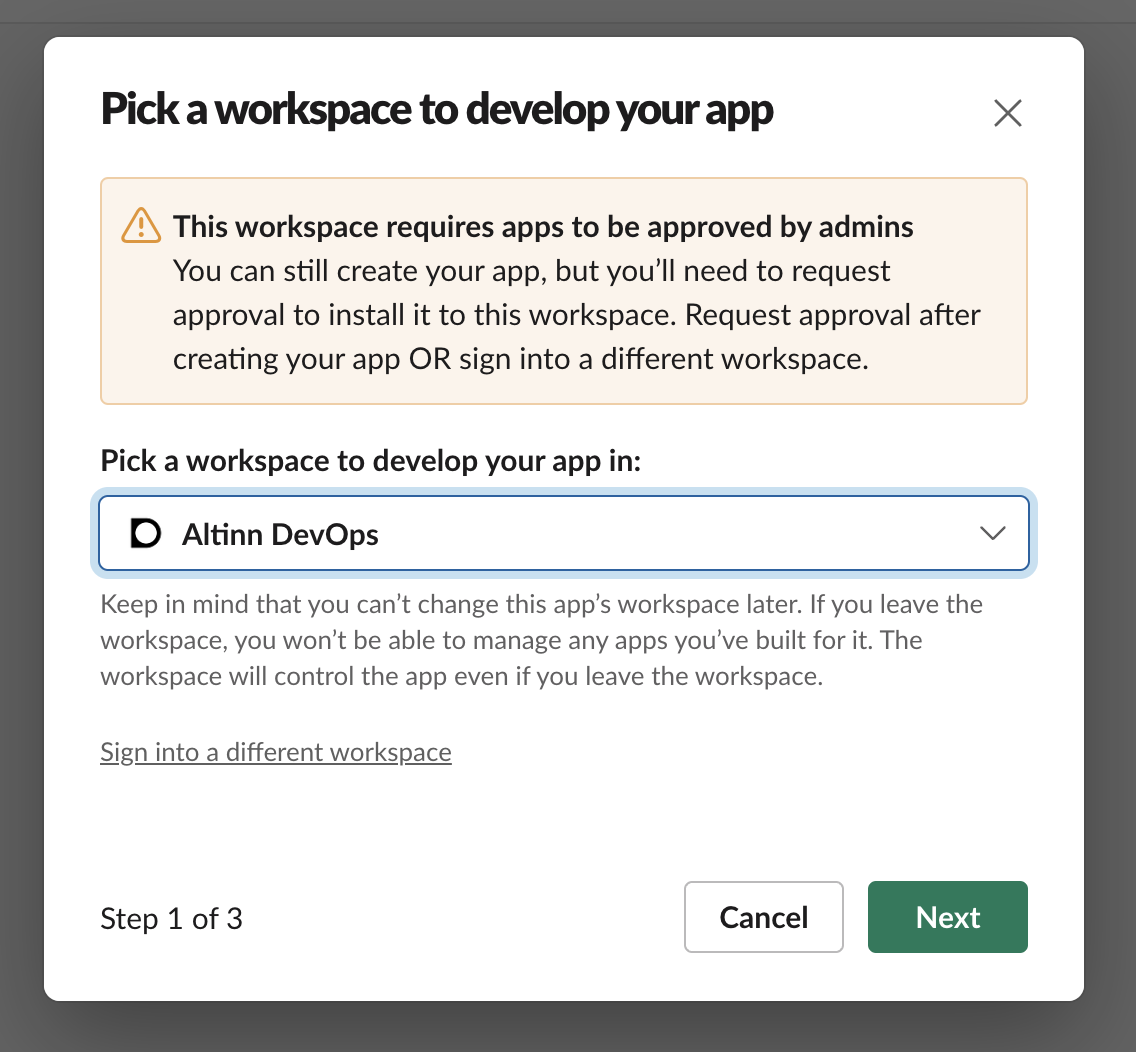 Pick a workspace to develop your app
This workspace requires apps to be approved by admins
You can still create your app, but you’ll need to request
approval to install it to this workspace. Request approval after
creating your app OR sign into a different workspace.
Pick a workspace to develop your app in:
Altinn DevOps
Keep in mind that you can’t change this app’s workspace later. If you leave the
workspace, you won’t be able to manage any apps you’ve built for it. The
workspace will control the app even if you leave the workspace.
Sign into a different workspace
Step 1 of 3
Cancel
Next